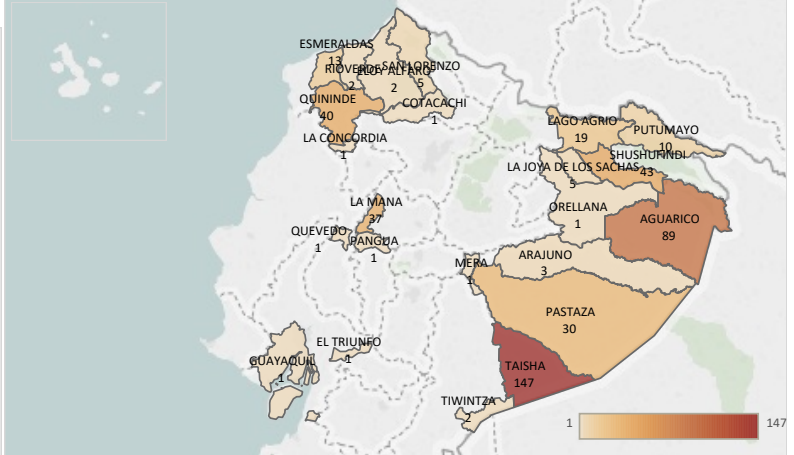 ESMERALDAS
13
RIOVERDE
2
ELOY ALFARO
2
SAN LORENZO
5
QUININDE
40
COTACACHI
1
LA CONCORDIA
1
LAGO AGRIO
19
PUTUMAYO
10
SHUSHUFINDI
43
LA JOYA DE LOS SACHAS
5
LA MANA
37
ORELLANA
1
AGUARICO
89
QUEVEDO
1
PANGUA
1
MERA
1
ARAJUNO
3
PASTAZA
30
EL TRIUNFO
1
GUAYAQUIL
1
TAISHA
147
TIWINTZA
2
1
147